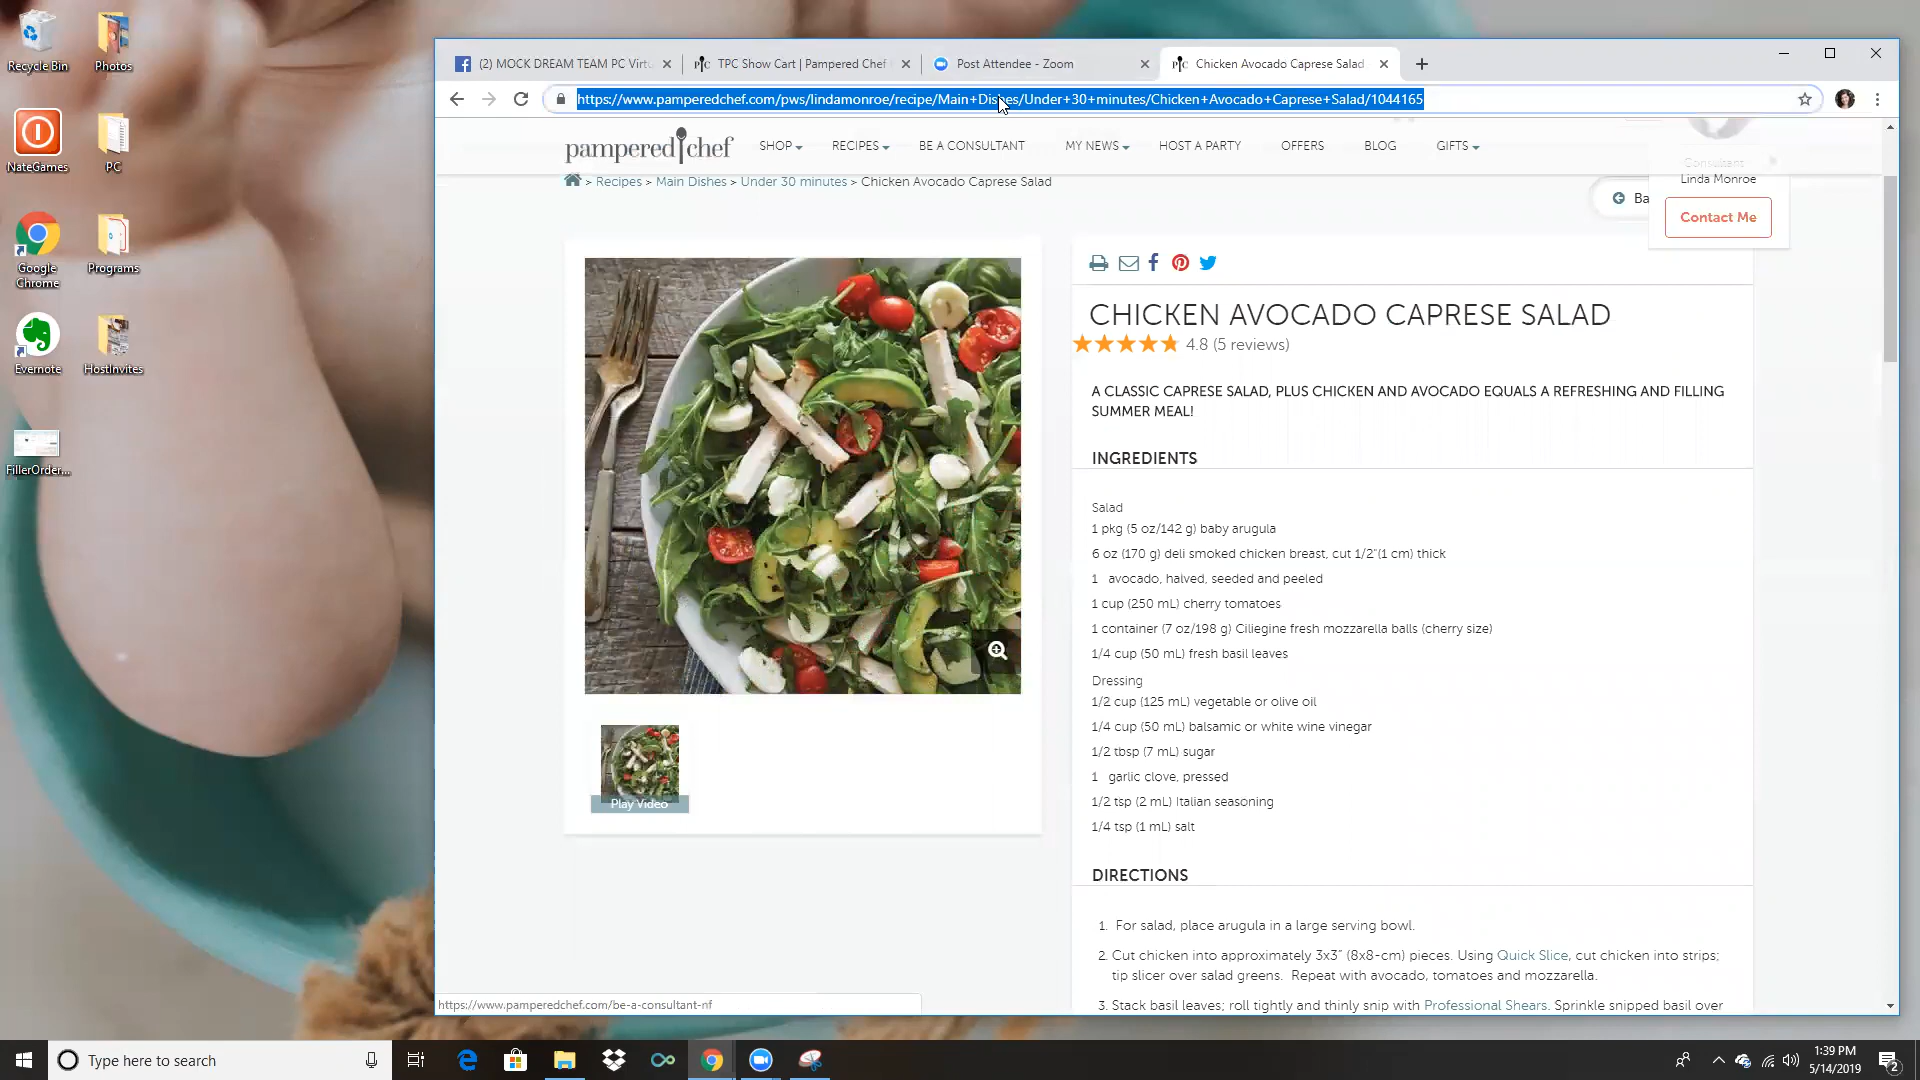 Recycle Bin
Photos
NateGames
PC
Google
Chrome
Programs
Evernote
HostInvites
FillerOrder...
(2) MOCK DREAM TEAM PC Virtu
TPC Show Cart | Pampered Chef
Post Attendee - Zoom
Chicken Avocado Caprese Salad
https://www.pamperedchef.com/pws/lindamonroe/recipe/Main+Dishes/Under+30+minutes/Chicken+Avocado+Caprese+Salad/1044165
pampered chef
SHOP
RECIPES
BE A CONSULTANT
MY NEWS
HOST A PARTY
OFFERS
BLOG
GIFTS
Consultant
Linda Monroe
Contact Me
> Recipes > Main Dishes > Under 30 minutes > Chicken Avocado Caprese Salad
Ba
CHICKEN AVOCADO CAPRESE SALAD
4.8 (5 reviews)
A CLASSIC CAPRESE SALAD, PLUS CHICKEN AND AVOCADO EQUALS A REFRESHING AND FILLING
SUMMER MEAL!
INGREDIENTS
Salad
1 pkg (5 oz/142 g) baby arugula
6 oz (170 g) deli smoked chicken breast, cut 1/2"(1 cm) thick
1 avocado, halved, seeded and peeled
1 cup (250 mL) cherry tomatoes
1 container (7 oz/198 g) Ciliegine fresh mozzarella balls (cherry size)
1/4 cup (50 mL) fresh basil leaves
Dressing
1/2 cup (125 mL) vegetable or olive oil
1/4 cup (50 mL) balsamic or white wine vinegar
1/2 tbsp (7 mL) sugar
1 garlic clove, pressed
1/2 tsp (2 mL) Italian seasoning
1/4 tsp (1 mL) salt
Play Video
DIRECTIONS
1. For salad, place arugula in a large serving bowl.
2. Cut chicken into approximately 3x3" (8x8-cm) pieces. Using Quick Slice, cut chicken into strips;
tip slicer over salad greens. Repeat with avocado, tomatoes and mozzarella.
3. Stack basil leaves; roll tightly and thinly snip with Professional Shears. Sprinkle snipped basil over
https://www.pamperedchef.com/be-a-consultant-nf
Type here to search
1:39 PM
5/14/2019
2